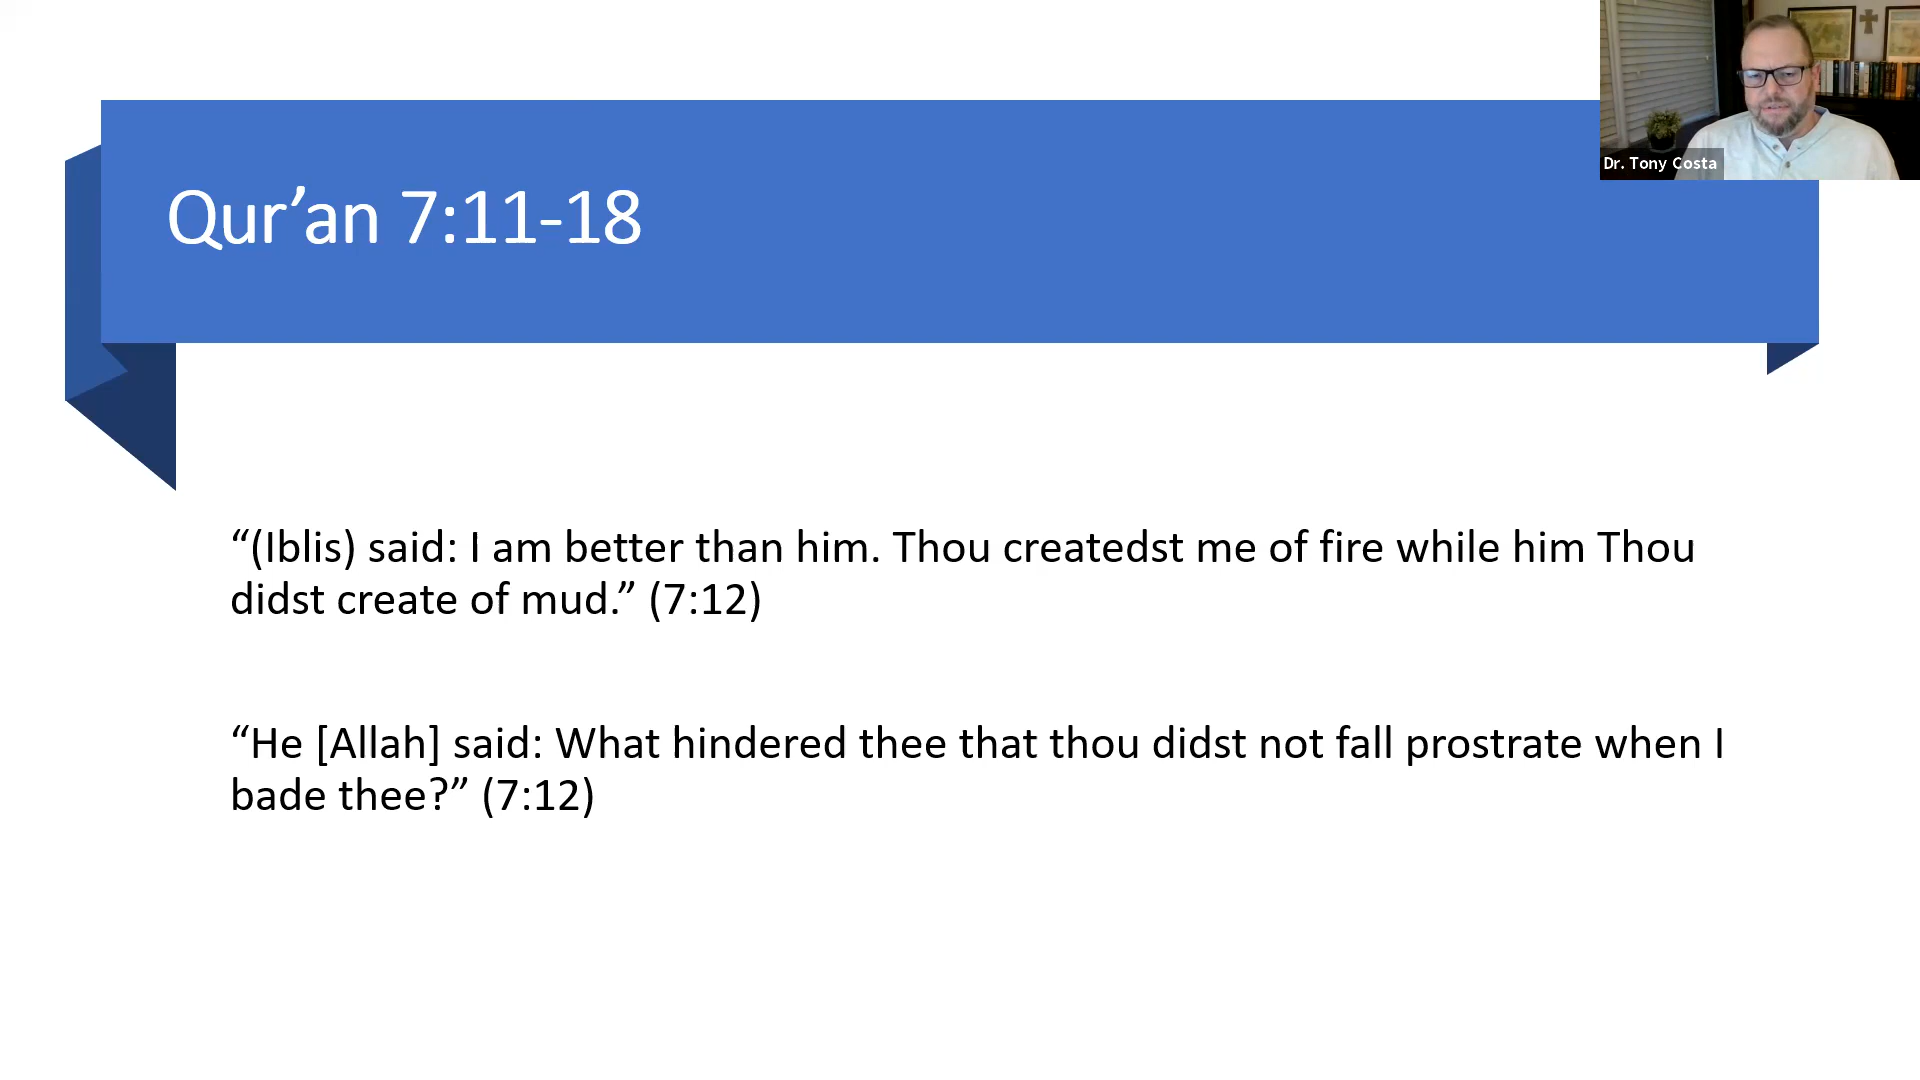 Dr. Tony Costa
Qur’an 7:11-18
“(Iblis) said: I am better than him. Thou createdst me of fire while him Thou
didst create of mud.” (7:12)
“He [Allah] said: What hindered thee that thou didst not fall prostrate when I
bade thee?” (7:12)